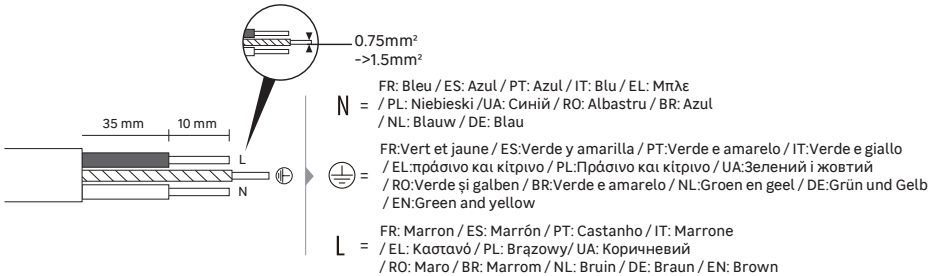 0.75mm²
->1.5mm²
35 mm
10 mm
L
N
N = FR: Bleu / ES: Azul / PT: Azul / IT: Blu / EL: Μπλε
/ PL: Niebieski /UA: Синій / RO: Albastru / BR: Azul
/ NL: Blauw / DE: Blau
= FR:Vert et jaune / ES:Verde y amarilla / PT:Verde e amarelo / IT:Verde e giallo
/ EL:πράσινο και κίτρινο / PL:Πράσινο και κίτρινο / UA:Зелений і жовтий
/ RO:Verde și galben / BR:Verde e amarelo / NL:Groen en geel / DE:Grün und Gelb
/ EN:Green and yellow
L = FR: Marron / ES: Marrón / PT: Castanho / IT: Marrone
/ EL: Καστανό / PL: Brązowy/ UA: Коричневий
/ RO: Maro / BR: Marrom / NL: Bruin / DE: Braun / EN: Brown